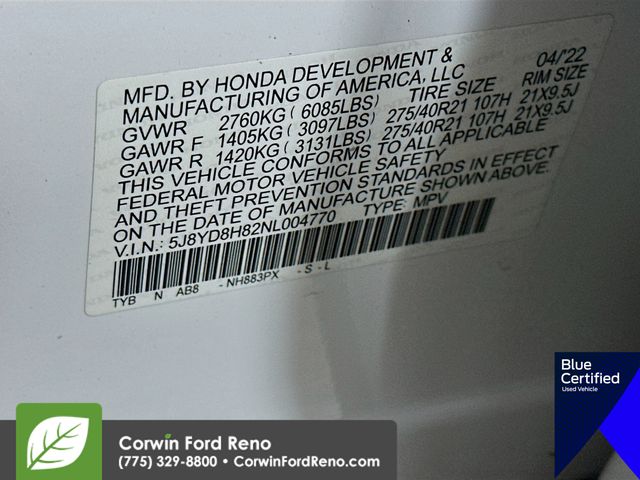 MFD. BY HONDA DEVELOPMENT & 04/'22
MANUFACTURING OF AMERICA, LLC
GVWR 2760KG ( 6085LBS) TIRE SIZE RIM SIZE
GAWR F 1405KG ( 3097LBS) 275/40R21 107H 21X9.5J
GAWR R 1420KG ( 3131LBS) 275/40R21 107H 21X9.5J
THIS VEHICLE CONFORMS TO ALL APPLICABLE
FEDERAL MOTOR VEHICLE SAFETY
AND THEFT PREVENTION STANDARDS IN EFFECT
ON THE DATE OF MANUFACTURE SHOWN ABOVE.
V.I.N.: 5J8YD8H82NL004770 TYPE: MPV
TYB N AB8 -NH883PX -S-L
Blue
Certified
Used Vehicle
Corwin Ford Reno
(775) 329-8800 • CorwinFordReno.com